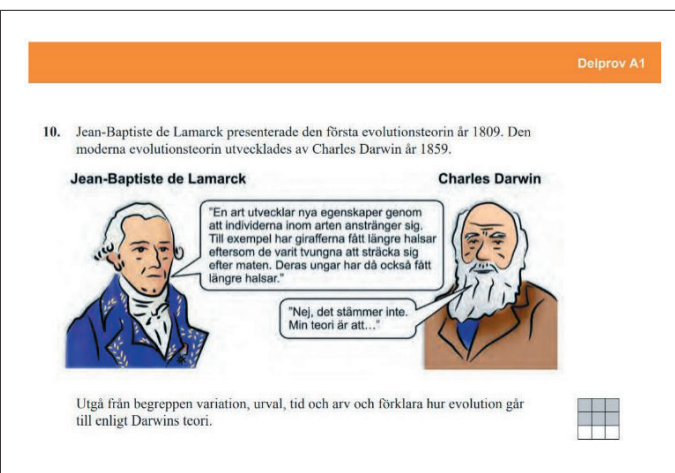 Delprov A1
10. Jean-Baptiste de Lamarck presenterade den första evolutionsteorin år 1809. Den
moderna evolutionsteorin utvecklades av Charles Darwin år 1859.
Jean-Baptiste de Lamarck
Charles Darwin
"En art utvecklar nya egenskaper genom
att individerna inom arten anstränger sig.
Till exempel har girafferna fått längre halsar
eftersom de varit tvungna att sträcka sig
efter maten. Deras ungar har då också fått
längre halsar."
"Nej, det stämmer inte.
Min teori är att..."
Utgå från begreppen variation, urval, tid och arv och förklara hur evolution går
till enligt Darwins teori.